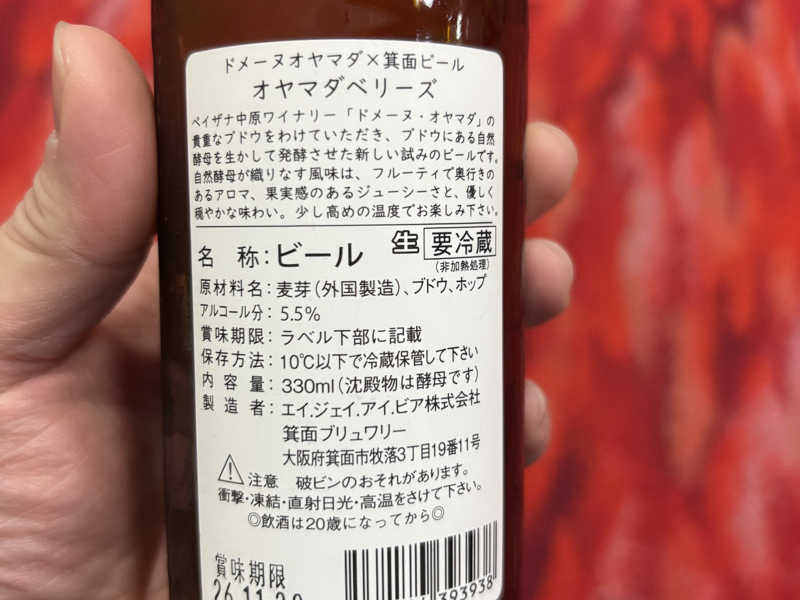 ドメーヌオヤマダ×箕面ビール
オヤマダベリーズ
ペイザナ中原ワイナリー「ドメーヌ・オヤマダ」の
貴重なブドウをわけていただき、ブドウにある自然
酵母を生かして発酵させた新しい試みのビールです。
自然酵母が織りなす風味は、フルーティで奥行きの
あるアロマ、果実感のあるジューシーさと、優しく
穏やかな味わい。少し高めの温度でお楽しみ下さい。
名 称：ビール 生 要冷蔵
(非加熱処理)
原材料名：麦芽(外国製造)、ブドウ、ホップ
アルコール分：5.5%
賞味期限：ラベル下部に記載
保存方法：10℃以下で冷蔵保管して下さい
内容量：330ml(沈殿物は酵母です)
製造者：エイ.ジェイ.アイ.ビア株式会社
箕面ブリュワリー
大阪府箕面市牧落3丁目19番11号
注意 破ビンのおそれがあります。
衝撃・凍結・直射日光・高温をさけて下さい。
◎飲酒は20歳になってから◎
賞味期限
26.11
393938